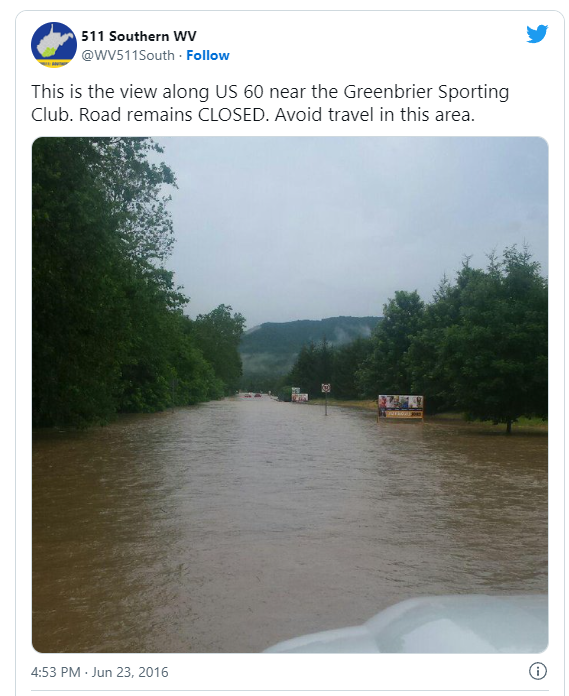 511 Southern WV
@WV511South · Follow
This is the view along US 60 near the Greenbrier Sporting
Club. Road remains CLOSED. Avoid travel in this area.
4:53 PM · Jun 23, 2016